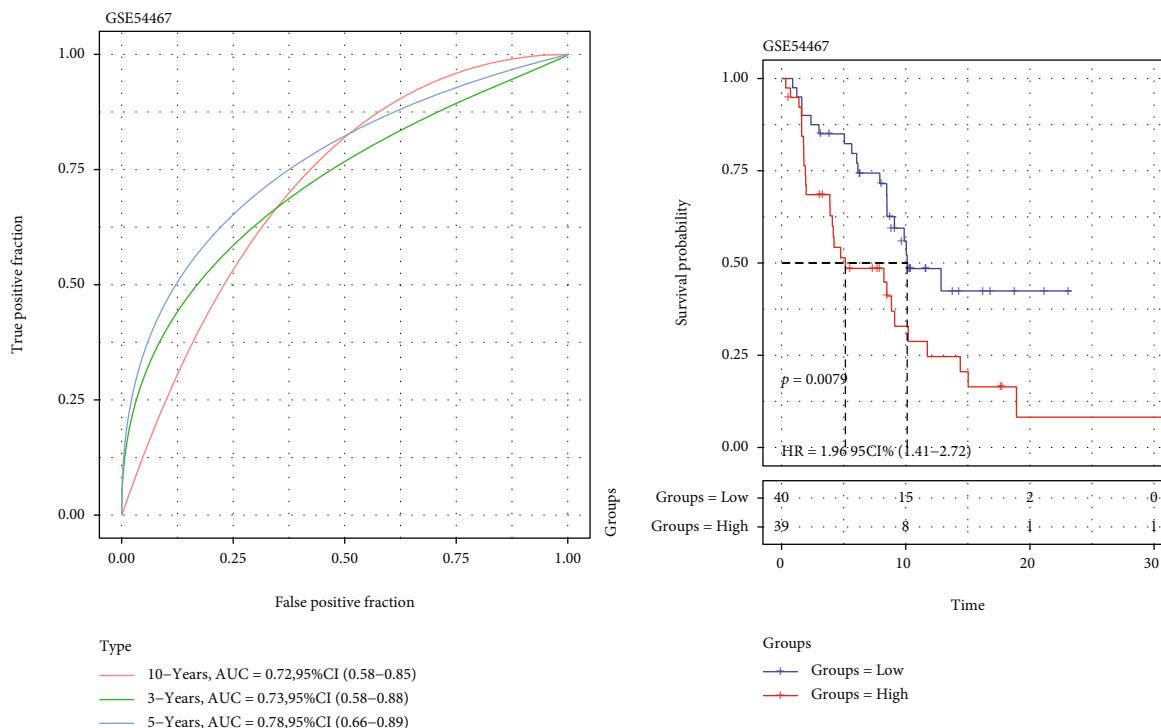 GSE54467
1.00
0.75
0.50
0.25
0.00
True positive fraction
0.00 0.25 0.50 0.75 1.00
False positive fraction
Type
10–Years, AUC = 0.72,95%CI (0.58–0.85)
3–Years, AUC = 0.73,95%CI (0.58–0.88)
5–Years, AUC = 0.78,95%CI (0.66–0.89)
GSE54467
1.00
0.75
0.50
0.25
0.00
Survival probability
p = 0.0079
HR = 1.96 95CI% (1.41–2.72)
Groups
Groups = Low 40 15 2 0
Groups = High 39 8 1 1
0 10 20 30
Time
Groups
Groups = Low
Groups = High